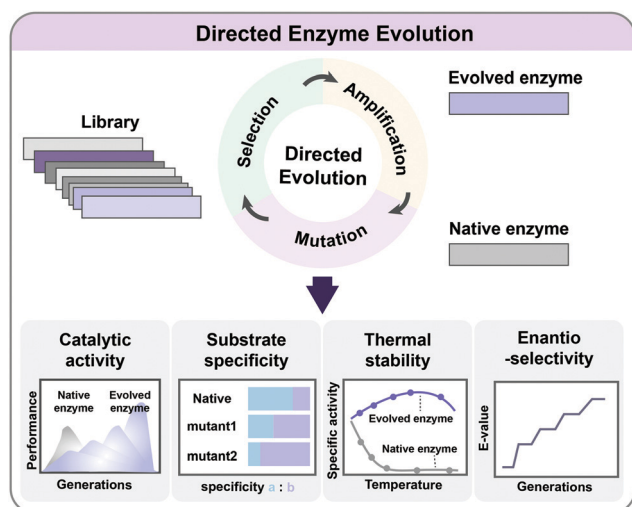 Directed Enzyme Evolution
Library
Selection
Amplification
Mutation
Directed
Evolution
Evolved enzyme
Native enzyme
Catalytic
activity
Performance
Native
enzyme
Evolved
enzyme
Generations
Substrate
specificity
Native
mutant1
mutant2
specificity a : b
Thermal
stability
Specific activity
Evolved enzyme
Native enzyme
Temperature
Enantio
-selectivity
E-value
Generations